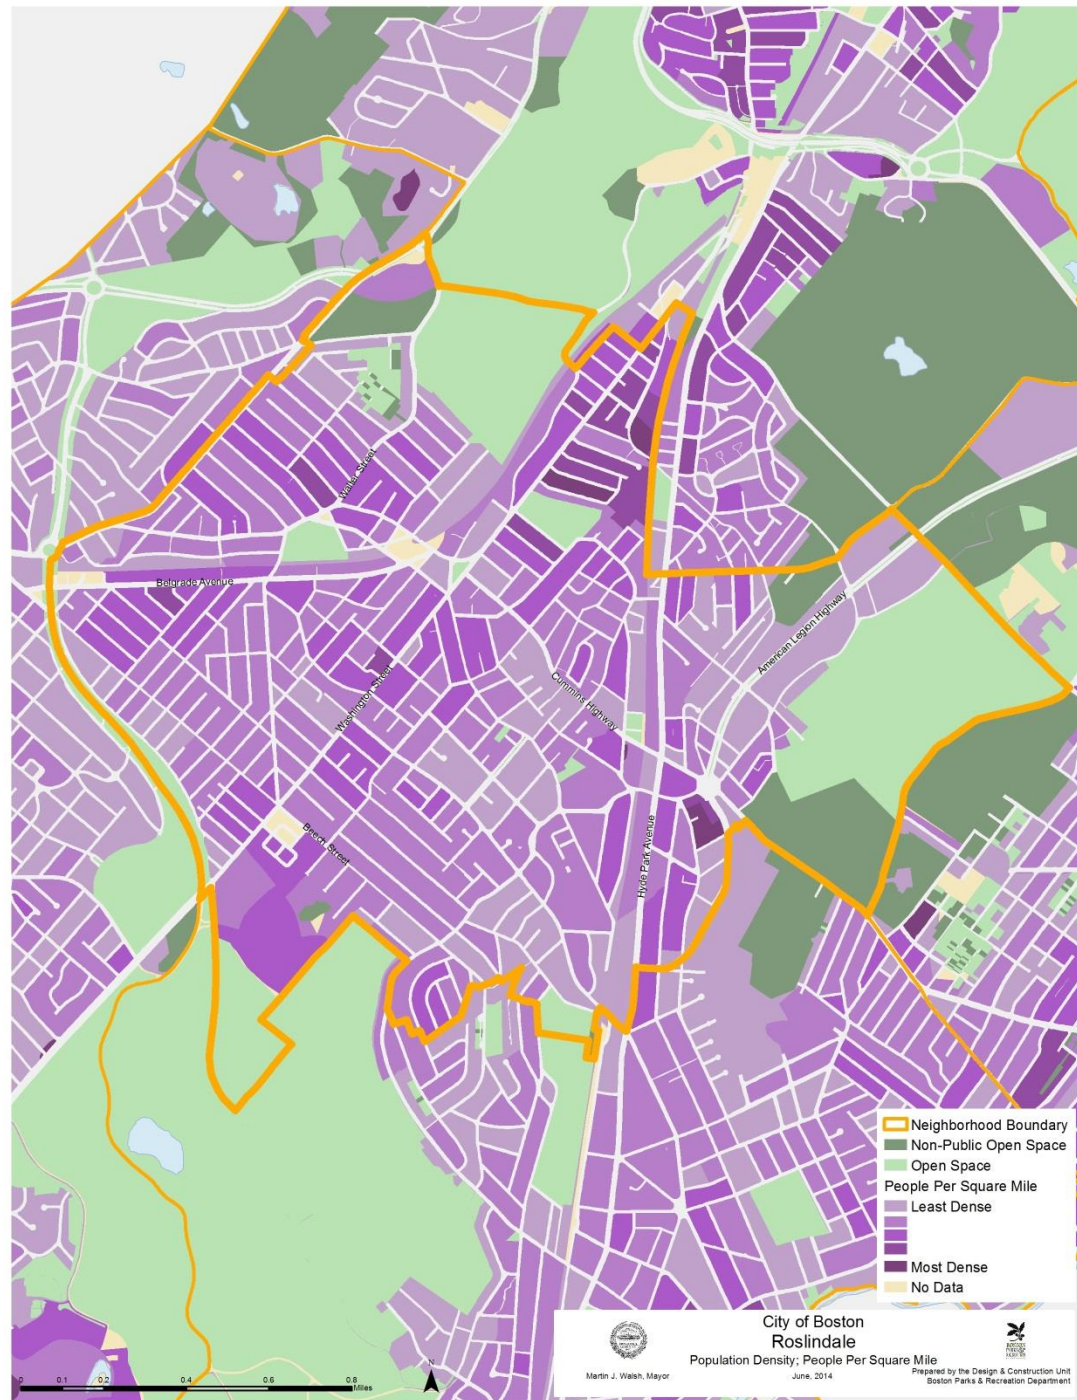 Walter Street
Belgrade Avenue
American Legion Highway
Cummins Highway
Washington Street
Beech Street
Hyde Park Avenue
Neighborhood Boundary
Non-Public Open Space
Open Space
People Per Square Mile
Least Dense
Most Dense
No Data
City of Boston
Roslindale
Population Density; People Per Square Mile
Martin J. Walsh, Mayor
June, 2014
Prepared by the Design & Construction Unit
Boston Parks & Recreation Department
N
0 0.1 0.2 0.4 0.6 0.8
Miles